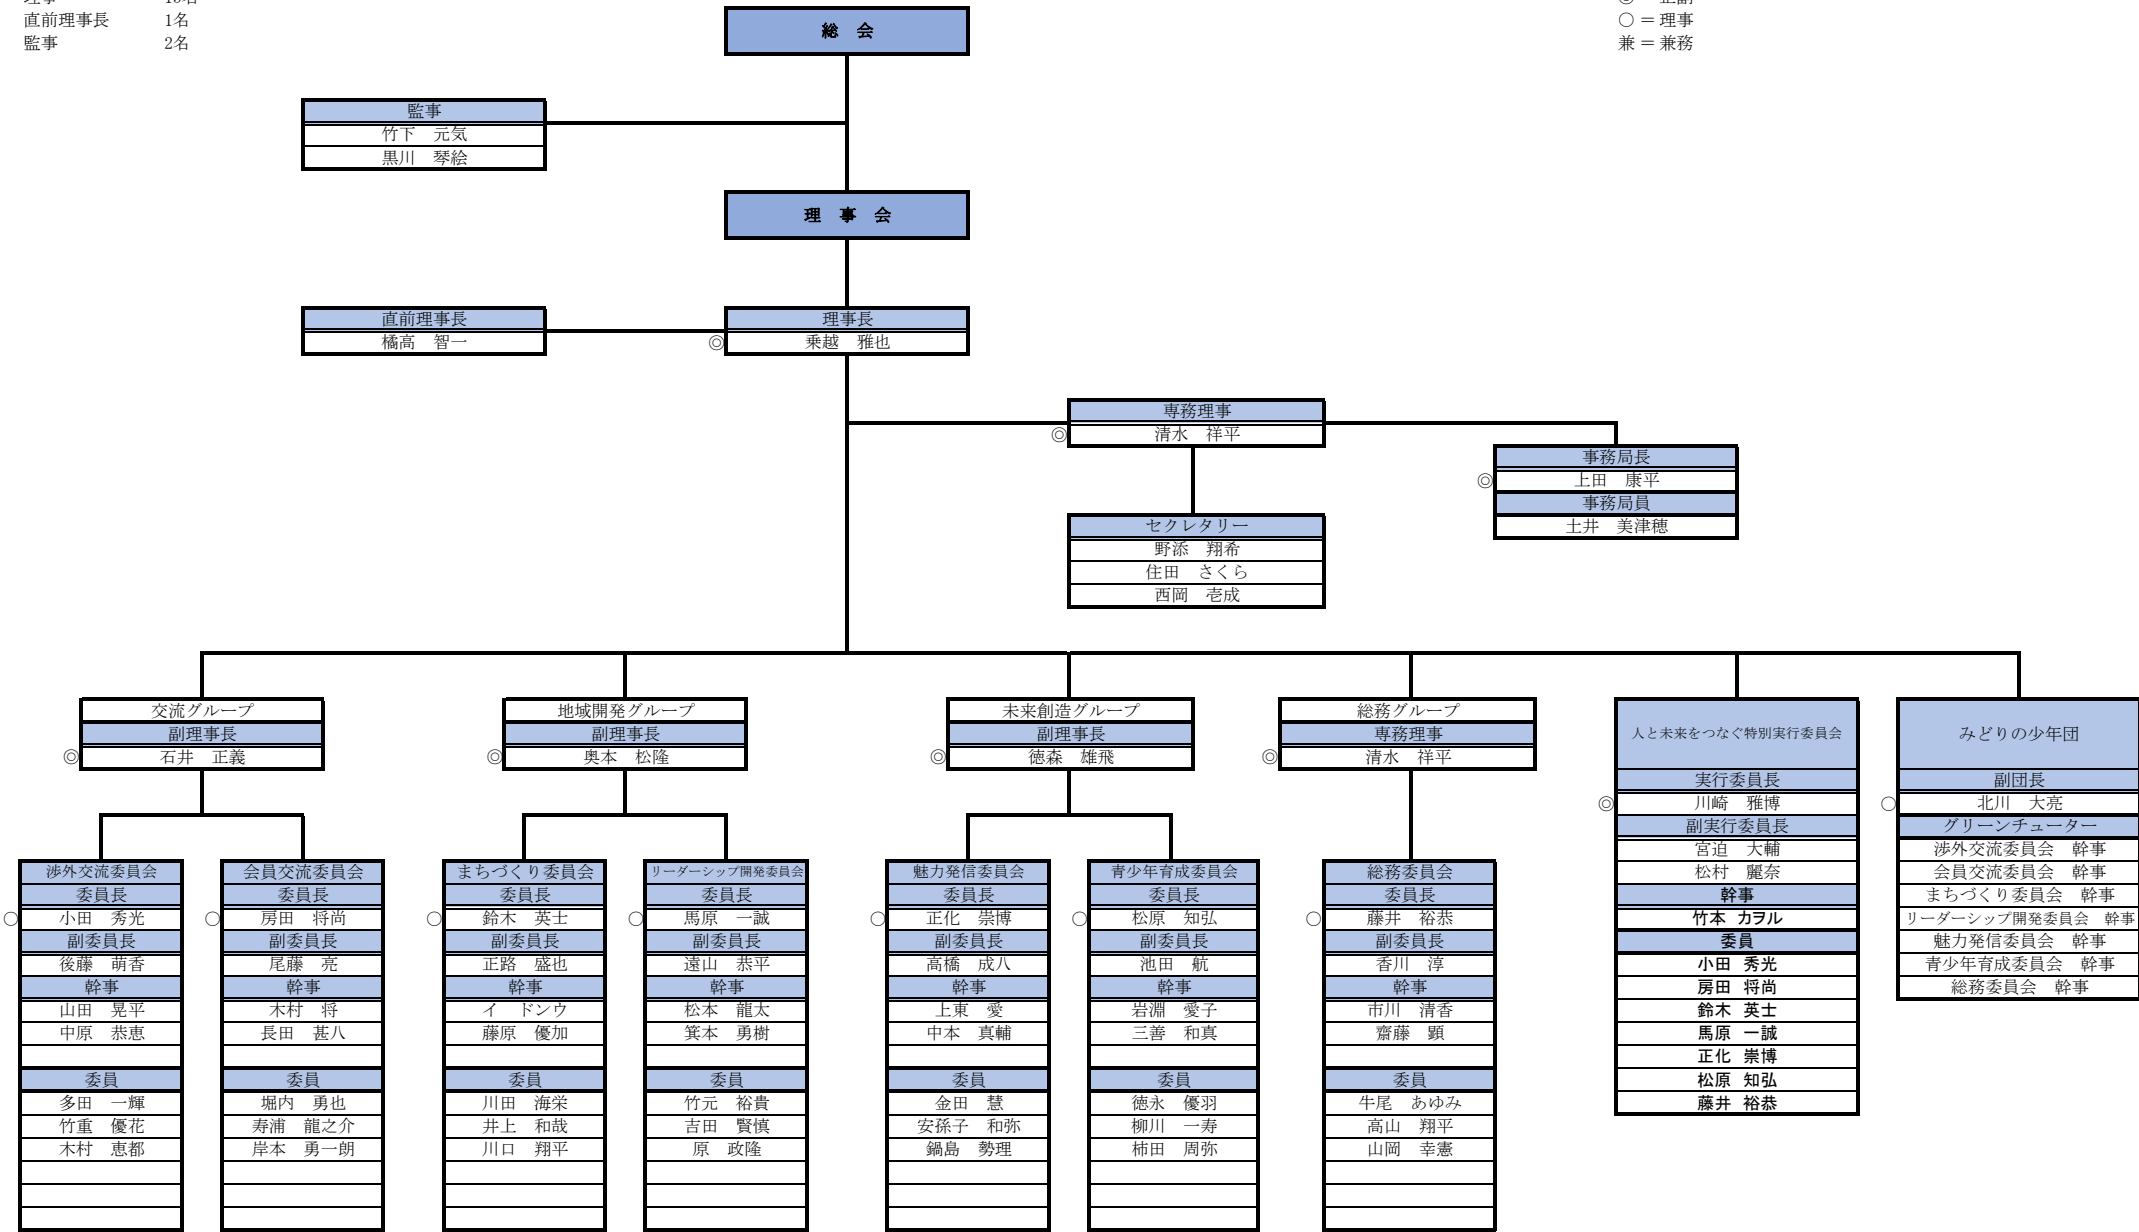 直前理事長 1名
監事 2名
○ ＝ 理事
兼 ＝ 兼務
総 会
監事
竹下 元気
黒川 琴絵
理 事 会
直前理事長
橘高 智一
理事長
◎ 乗越 雅也
専務理事
◎ 清水 祥平
事務局長
◎ 上田 康平
事務局員
土井 美津穂
セクレタリー
野添 翔希
住田 さくら
西岡 壱成
交流グループ
副理事長
◎ 石井 正義
地域開発グループ
副理事長
◎ 奥本 松隆
未来創造グループ
副理事長
◎ 徳森 雄飛
総務グループ
専務理事
◎ 清水 祥平
渉外交流委員会
委員長
○ 小田 秀光
副委員長
後藤 萌香
幹事
山田 晃平
中原 恭恵
委員
多田 一輝
竹重 優花
木村 恵都
会員交流委員会
委員長
○ 房田 将尚
副委員長
尾藤 亮
幹事
木村 将
長田 甚八
委員
堀内 勇也
寿浦 龍之介
岸本 勇一朗
まちづくり委員会
委員長
○ 鈴木 英士
副委員長
正路 盛也
幹事
イ ドンウ
藤原 優加
委員
川田 海栄
井上 和哉
川口 翔平
リーダーシップ開発委員会
委員長
○ 馬原 一誠
副委員長
遠山 恭平
幹事
松本 龍太
箕本 勇樹
委員
竹元 裕貴
吉田 賢慎
原 政隆
魅力発信委員会
委員長
○ 正化 崇博
副委員長
高橋 成八
幹事
上東 愛
中本 真輔
委員
金田 慧
安孫子 和弥
鍋島 勢理
青少年育成委員会
委員長
○ 松原 知弘
副委員長
池田 航
幹事
岩淵 愛子
三善 和真
委員
徳永 優羽
柳川 一寿
柿田 周弥
総務委員会
委員長
○ 藤井 裕恭
副委員長
香川 淳
幹事
市川 清香
齋藤 顕
委員
牛尾 あゆみ
高山 翔平
山岡 幸憲
人と未来をつなぐ特別実行委員会
実行委員長
◎ 川崎 雅博
副実行委員長
宮迫 大輔
松村 麗奈
幹事
竹本 カヲル
委員
小田 秀光
房田 将尚
鈴木 英士
馬原 一誠
正化 崇博
松原 知弘
藤井 裕恭
みどりの少年団
副団長
○ 北川 大亮
グリーンチューター
渉外交流委員会 幹事
会員交流委員会 幹事
まちづくり委員会 幹事
リーダーシップ開発委員会 幹事
魅力発信委員会 幹事
青少年育成委員会 幹事
総務委員会 幹事